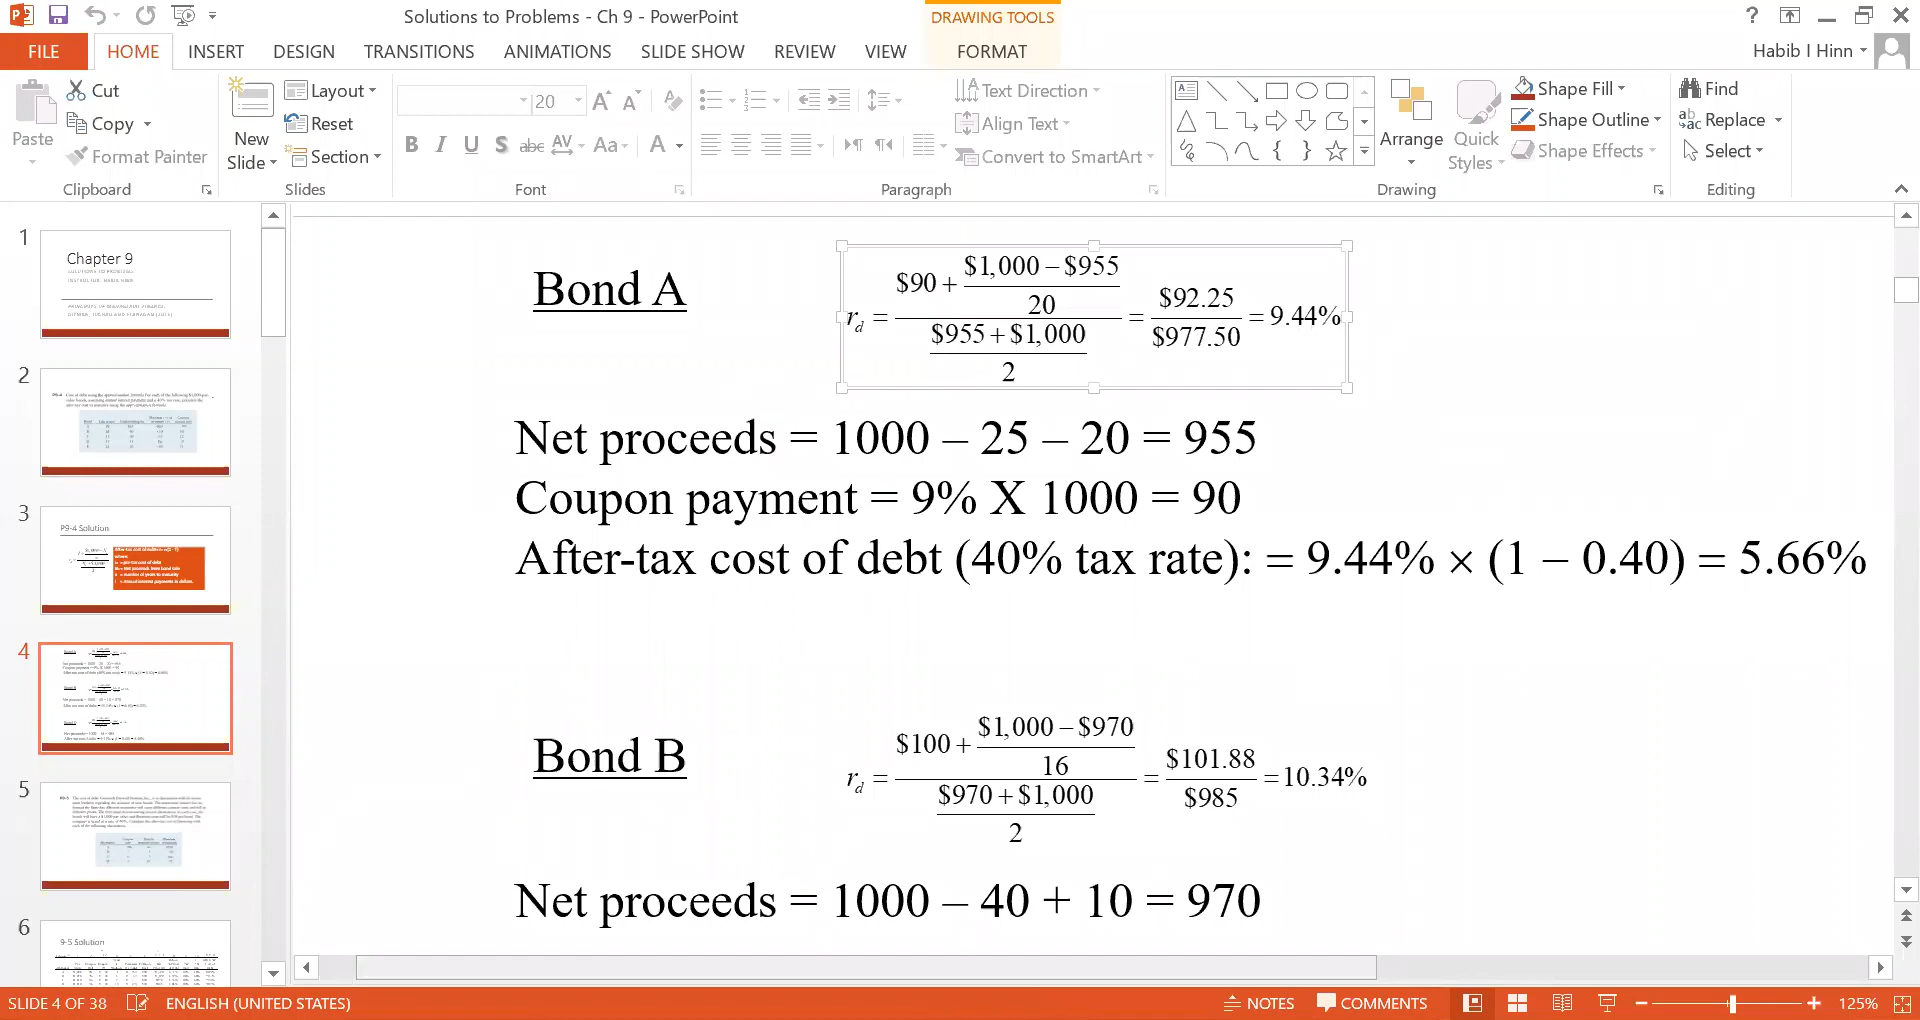 Solutions to Problems - Ch 9 - PowerPoint
DRAWING TOOLS
FILE HOME INSERT DESIGN TRANSITIONS ANIMATIONS SLIDE SHOW REVIEW VIEW FORMAT
Habib I Hinn
Paste
Cut
Copy
Format Painter
Clipboard
New Slide
Layout
Reset
Section
Slides
20
Font
Text Direction
Align Text
Convert to SmartArt
Paragraph
Arrange
Quick Styles
Shape Fill
Shape Outline
Shape Effects
Drawing
Find
Replace
Select
Editing
1
Chapter 9
2
3
P9-4 Solution
4
5
6
9-5 Solution
Bond A
r_d = ($90 + ($1,000 – $955)/20) / (($955 + $1,000)/2) = $92.25/$977.50 = 9.44%
Net proceeds = 1000 – 25 – 20 = 955
Coupon payment = 9% X 1000 = 90
After-tax cost of debt (40% tax rate): = 9.44% × (1 – 0.40) = 5.66%
Bond B
r_d = ($100 + ($1,000 – $970)/16) / (($970 + $1,000)/2) = $101.88/$985 = 10.34%
Net proceeds = 1000 – 40 + 10 = 970
SLIDE 4 OF 38 ENGLISH (UNITED STATES) NOTES COMMENTS 125%